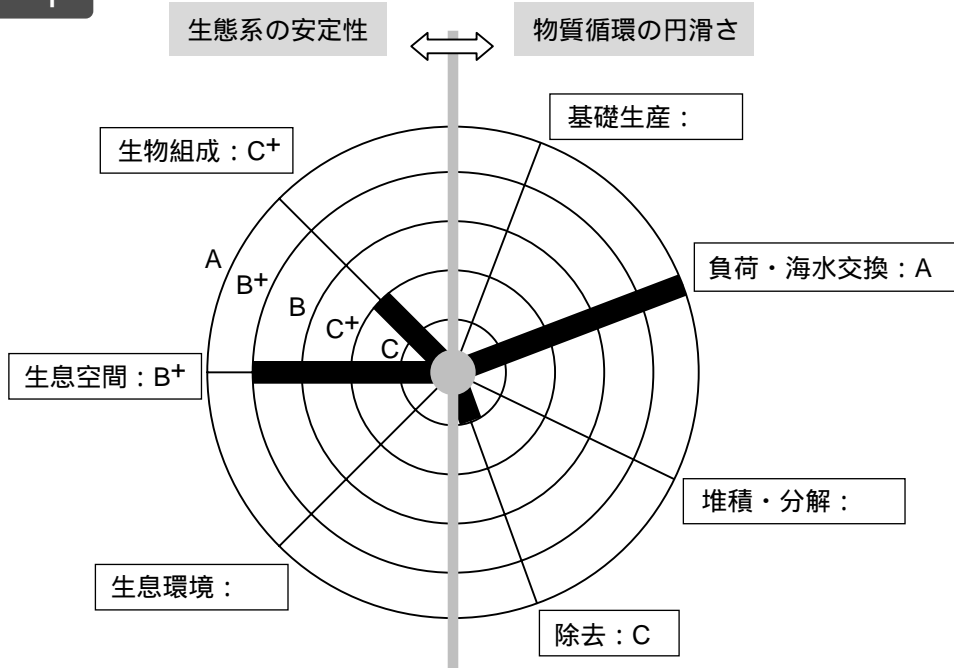 生態系の安定性
物質循環の円滑さ
基礎生産：
生物組成：C+
負荷・海水交換：A
A
B+
B
C+
C
生息空間：B+
堆積・分解：
生息環境：
除去：C